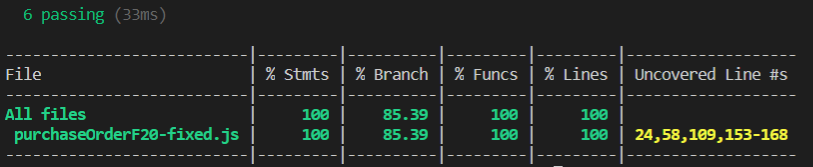 6 passing (33ms)
---------------------------|---------|----------|---------|---------|-------------------
File                       | % Stmts | % Branch | % Funcs | % Lines | Uncovered Line #s
---------------------------|---------|----------|---------|---------|-------------------
All files                  |     100 |    85.39 |     100 |     100 |
 purchaseOrderF20-fixed.js |     100 |    85.39 |     100 |     100 | 24,58,109,153-168
---------------------------|---------|----------|---------|---------|-------------------